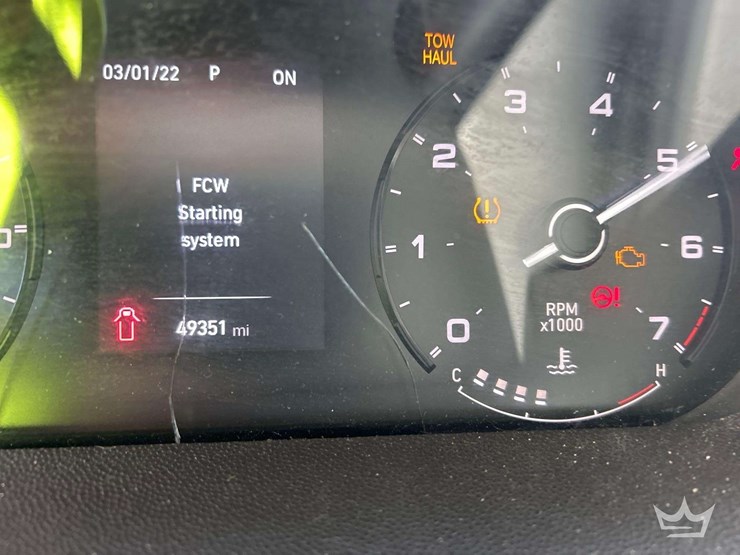 TOW
HAUL
03/01/22 P ON
FCW
Starting
system
49351 mi
0 1 2 3 4 5 6 7
RPM
x1000
C H